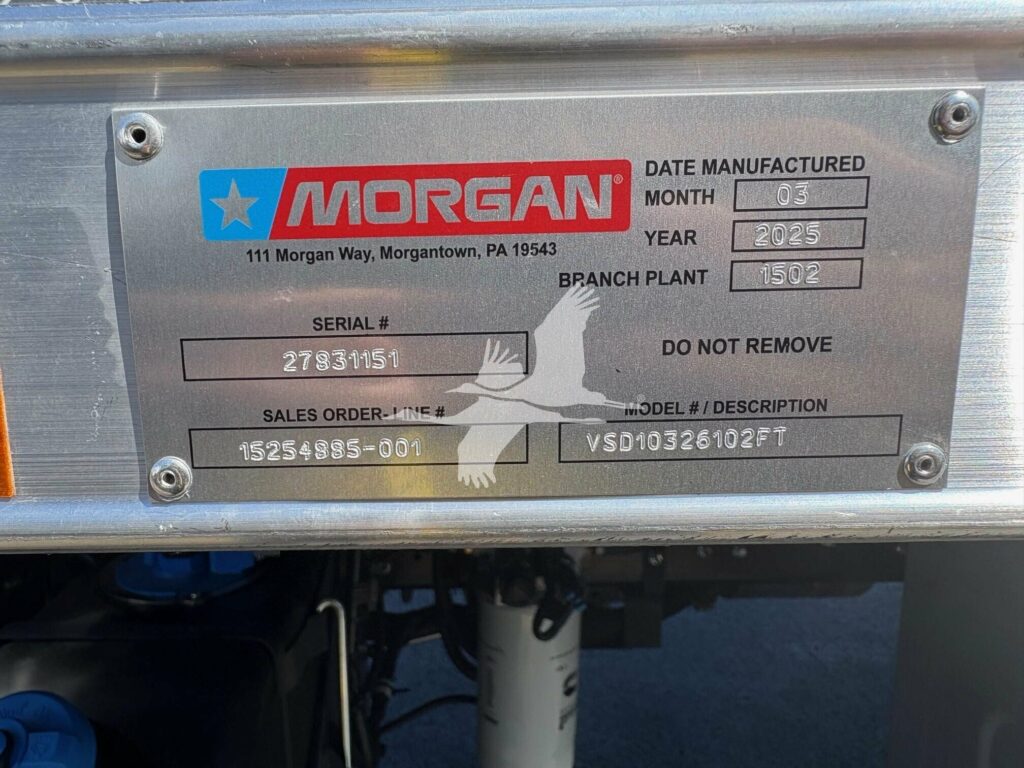 MORGAN®
111 Morgan Way, Morgantown, PA 19543
DATE MANUFACTURED
MONTH 03
YEAR 2025
BRANCH PLANT 1502
SERIAL #
27831151
DO NOT REMOVE
SALES ORDER- LINE #
15254885-001
MODEL # / DESCRIPTION
VSD10326102FT